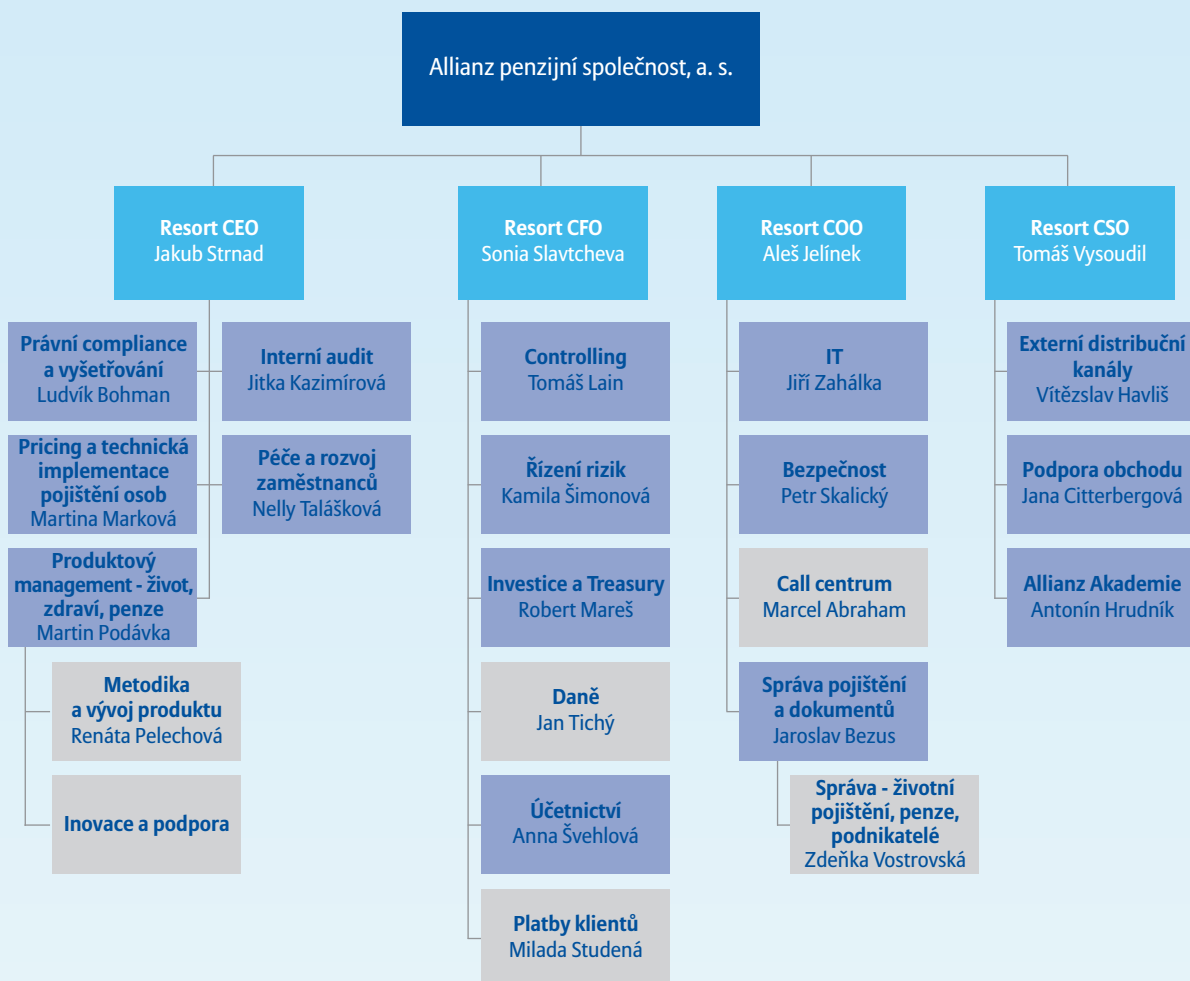 Allianz penzijní společnost, a. s.
Resort CEO
Jakub Strnad
Resort CFO
Sonia Slavtcheva
Resort COO
Aleš Jelínek
Resort CSO
Tomáš Vysoudil
Právní compliance
a vyšetřování
Ludvík Bohman
Interní audit
Jitka Kazimírová
Pricing a technická
implementace
pojištění osob
Martina Marková
Péče a rozvoj
zaměstnanců
Nelly Talášková
Produktový
management - život,
zdraví, penze
Martin Podávka
Metodika
a vývoj produktu
Renáta Pelechová
Inovace a podpora
Controlling
Tomáš Lain
Řízení rizik
Kamila Šimonová
Investice a Treasury
Robert Mareš
Daně
Jan Tichý
Účetnictví
Anna Švehlová
Platby klientů
Milada Studená
IT
Jiří Zahálka
Bezpečnost
Petr Skalický
Call centrum
Marcel Abraham
Správa pojištění
a dokumentů
Jaroslav Bezus
Správa - životní
pojištění, penze,
podnikatelé
Zdeňka Vostrovská
Externí distribuční
kanály
Vítězslav Havliš
Podpora obchodu
Jana Citterbergová
Allianz Akademie
Antonín Hrudník